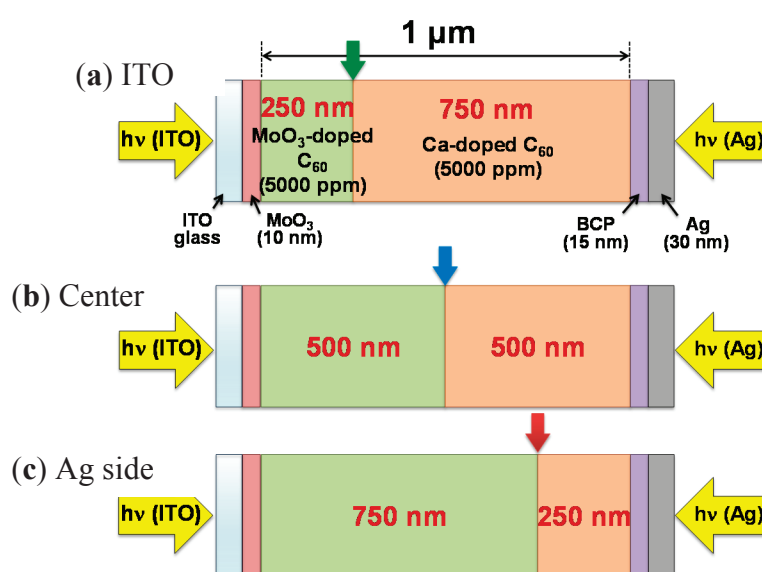 1 μm
(a) ITO
250 nm
750 nm
hν (ITO)
MoO₃-doped
C₆₀
(5000 ppm)
Ca-doped C₆₀
(5000 ppm)
hν (Ag)
ITO
glass
MoO₃
(10 nm)
BCP
(15 nm)
Ag
(30 nm)
(b) Center
hν (ITO)
500 nm
500 nm
hν (Ag)
(c) Ag side
hν (ITO)
750 nm
250 nm
hν (Ag)